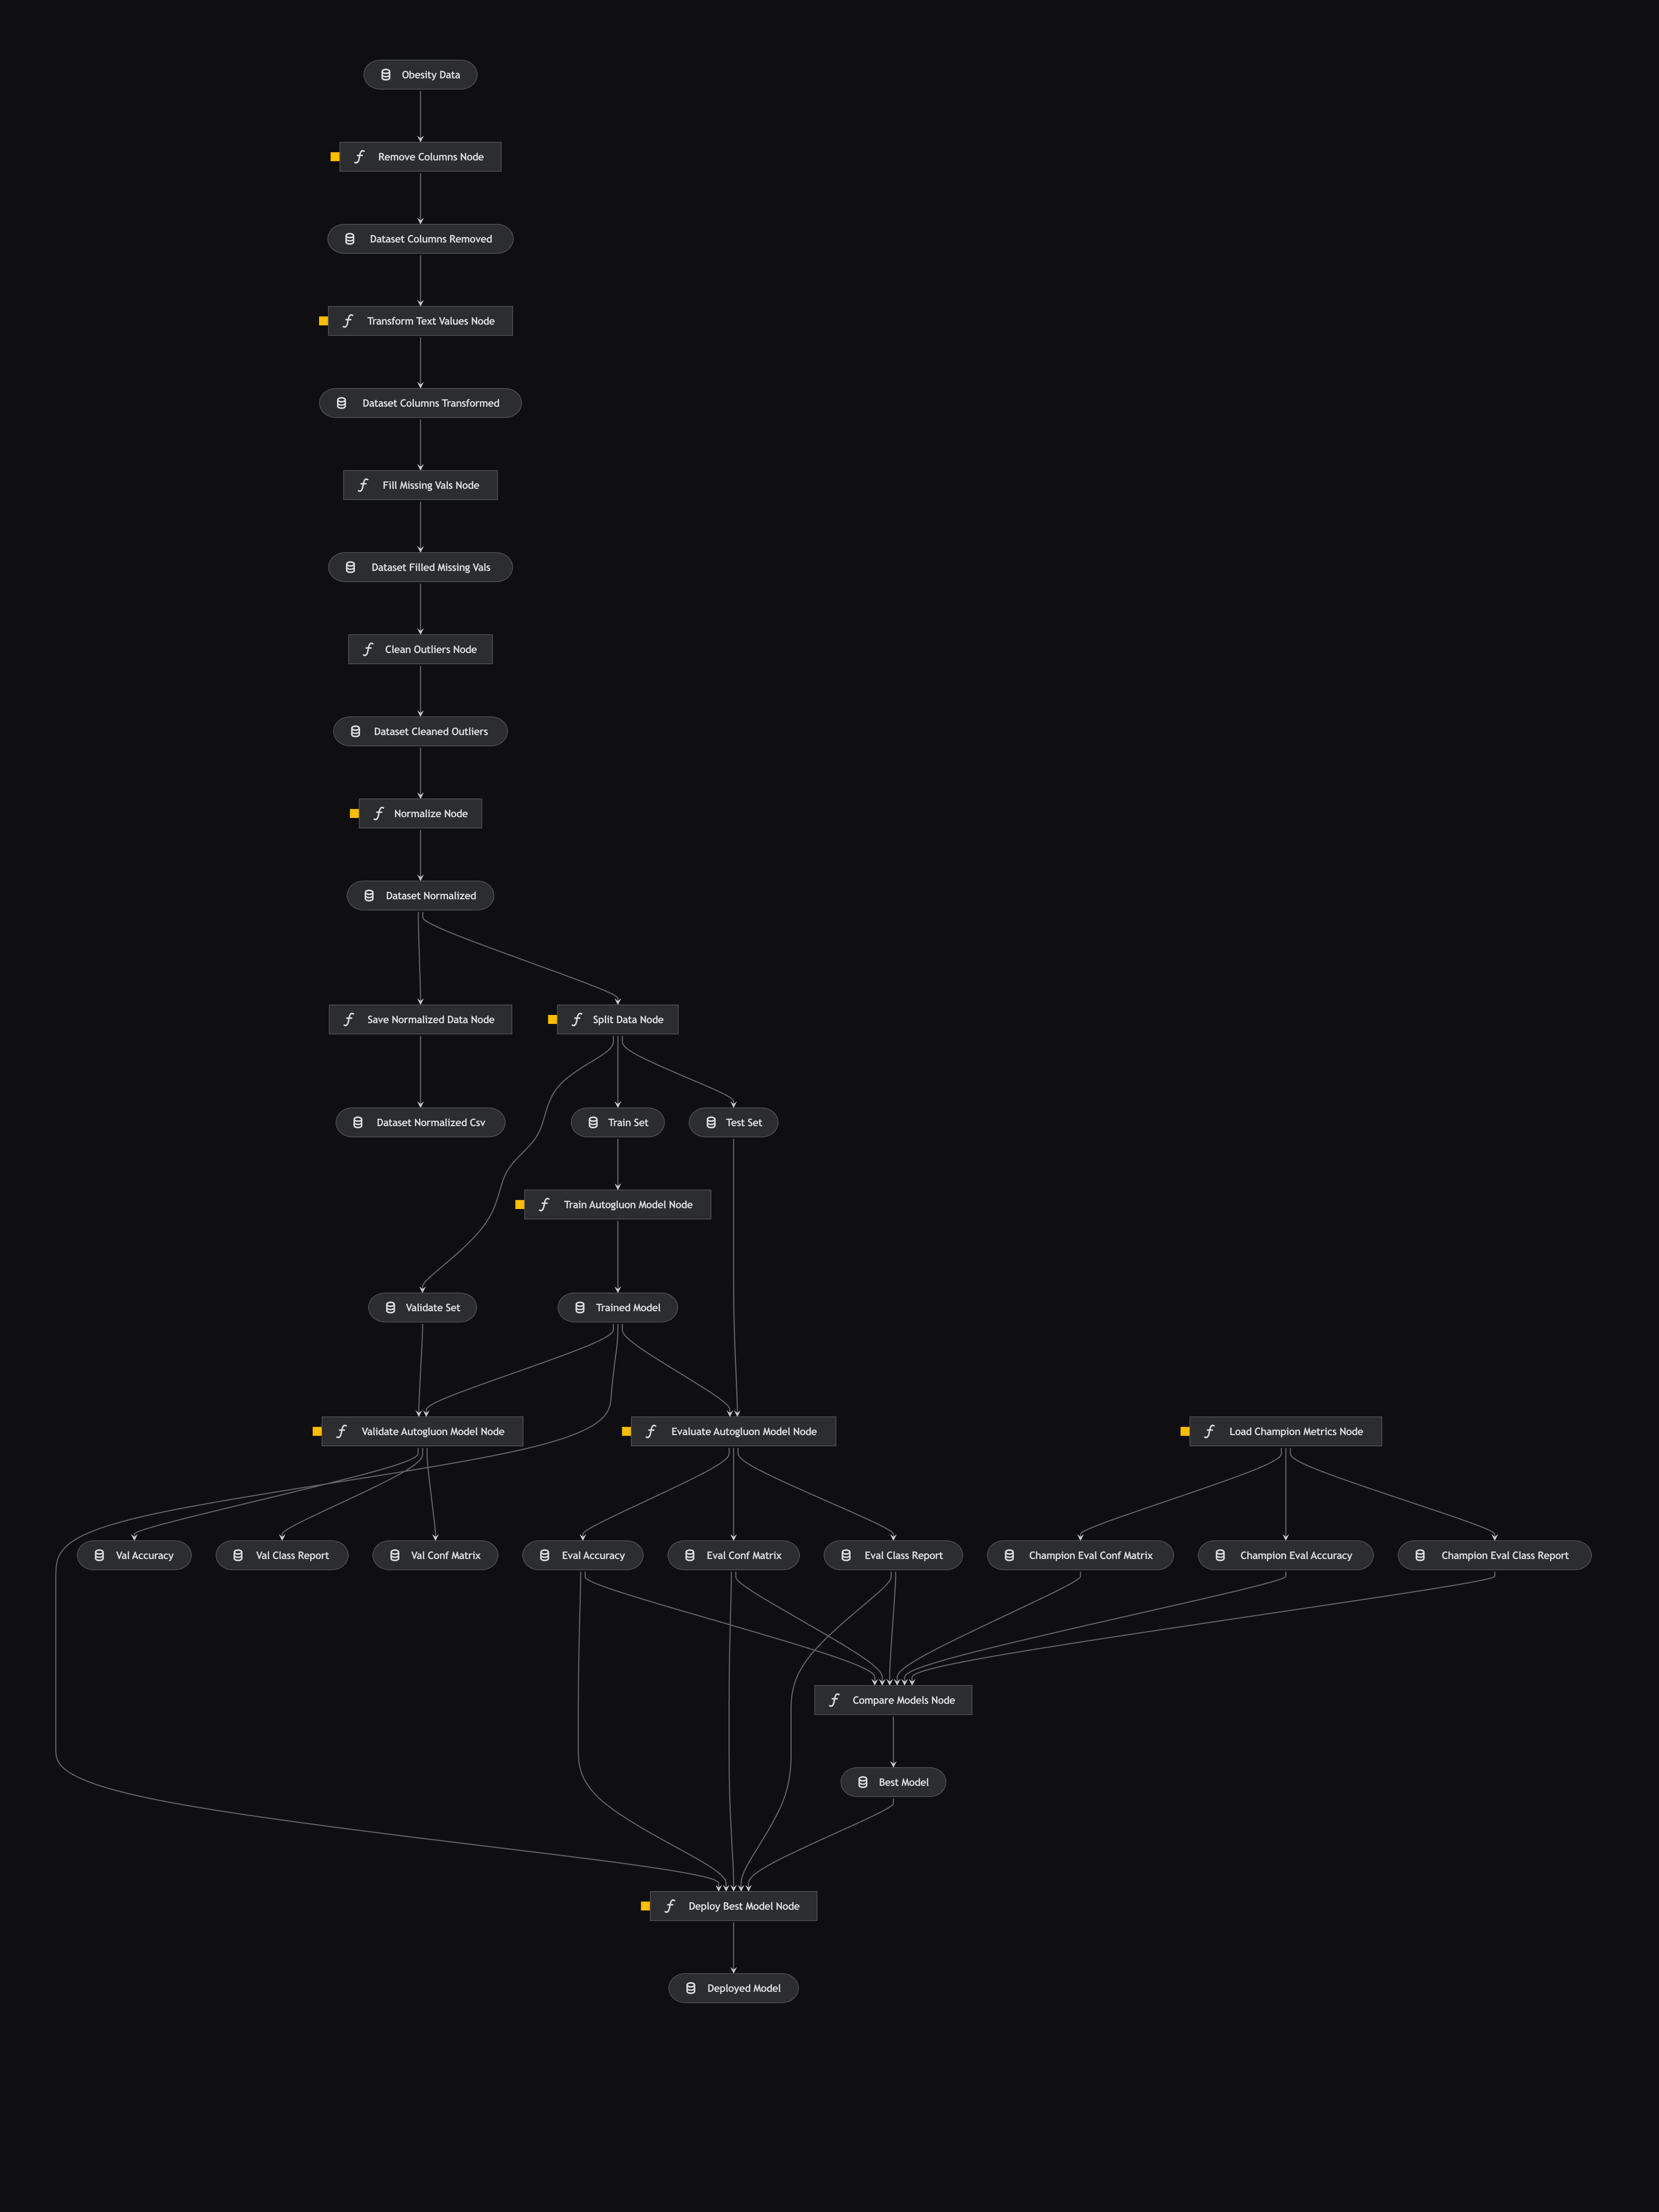 Obesity Data
Remove Columns Node
Dataset Columns Removed
Transform Text Values Node
Dataset Columns Transformed
Fill Missing Vals Node
Dataset Filled Missing Vals
Clean Outliers Node
Dataset Cleaned Outliers
Normalize Node
Dataset Normalized
Save Normalized Data Node
Split Data Node
Dataset Normalized Csv
Train Set
Test Set
Train Autogluon Model Node
Validate Set
Trained Model
Validate Autogluon Model Node
Evaluate Autogluon Model Node
Load Champion Metrics Node
Val Accuracy
Val Class Report
Val Conf Matrix
Eval Accuracy
Eval Conf Matrix
Eval Class Report
Champion Eval Conf Matrix
Champion Eval Accuracy
Champion Eval Class Report
Compare Models Node
Best Model
Deploy Best Model Node
Deployed Model